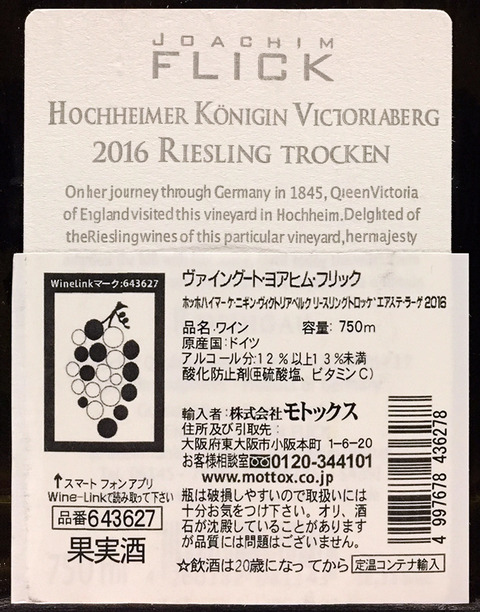 JOACHIM
FLICK
HOCHHEIMER KÖNIGIN VICTORIABERG
2016 RIESLING TROCKEN
On her journey through Germany in 1845, Queen Victoria
of England visited this vineyard in Hochheim. Delghted of
the Riesling wines of this particular vineyard, her majesty
Winelinkマーク:643627
ヴァイングート・ヨアヒム・フリック
ホッホハイマー・ケーニギン・ヴィクトリアベルク リースリングトロッケン エアステ・ラーゲ 2016
品名.ワイン 容量: 750m
原産国:ドイツ
アルコール分:12%以上13%未満
酸化防止剤(亜硫酸塩、ビタミンC)
輸入者:株式会社モトックス
住所及び引取先:
大阪府東大阪市小阪本町 1-6-20
お客様相談室 0120-344101
www.mottox.co.jp
瓶は破損しやすいので取扱いには
十分お気をつけ下さい。オリ、酒
石が沈殿していることがあります
が品質には問題はございません。
↑スマート フォンアプリ
Wine-Linkで読み取って下さい
品番643627
果実酒
☆飲酒は20歳になってから 定温コンテナ輸入
4 997678 436278